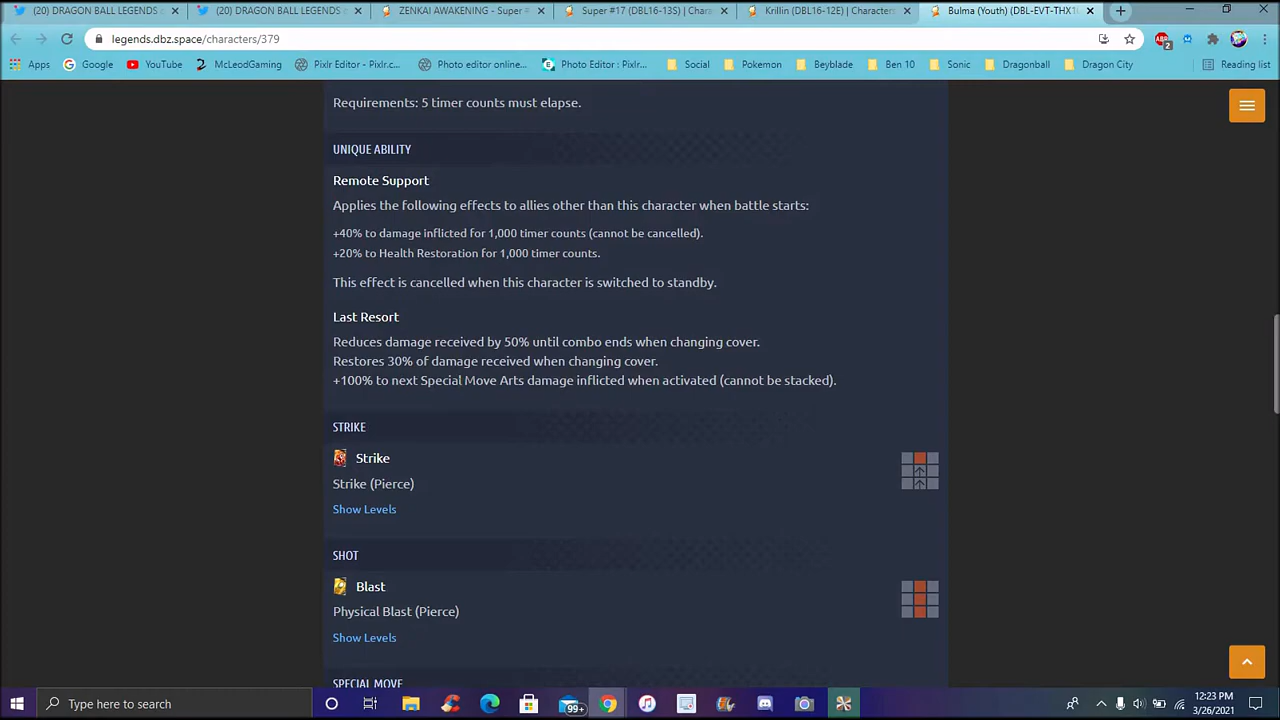 (20) DRAGON BALL LEGENDS
(20) DRAGON BALL LEGENDS
ZENKAI AWAKENING - Super
Super #17 (DBL16-13S) | Chara
Krillin (DBL16-12E) | Characters
Bulma (Youth) (DBL-EVT-THX1
legends.dbz.space/characters/379
2
Apps Google YouTube McLeodGaming Pixlr Editor - Pixlr.c... Photo editor online... Photo Editor : Pixlr... Social Pokemon Beyblade Ben 10 Sonic Dragonball Dragon City Reading list
Requirements: 5 timer counts must elapse.
UNIQUE ABILITY
Remote Support
Applies the following effects to allies other than this character when battle starts:
+40% to damage inflicted for 1,000 timer counts (cannot be cancelled).
+20% to Health Restoration for 1,000 timer counts.
This effect is cancelled when this character is switched to standby.
Last Resort
Reduces damage received by 50% until combo ends when changing cover.
Restores 30% of damage received when changing cover.
+100% to next Special Move Arts damage inflicted when activated (cannot be stacked).
STRIKE
Strike
Strike (Pierce)
Show Levels
SHOT
Blast
Physical Blast (Pierce)
Show Levels
SPECIAL MOVE
Type here to search
99+
12:23 PM
3/26/2021